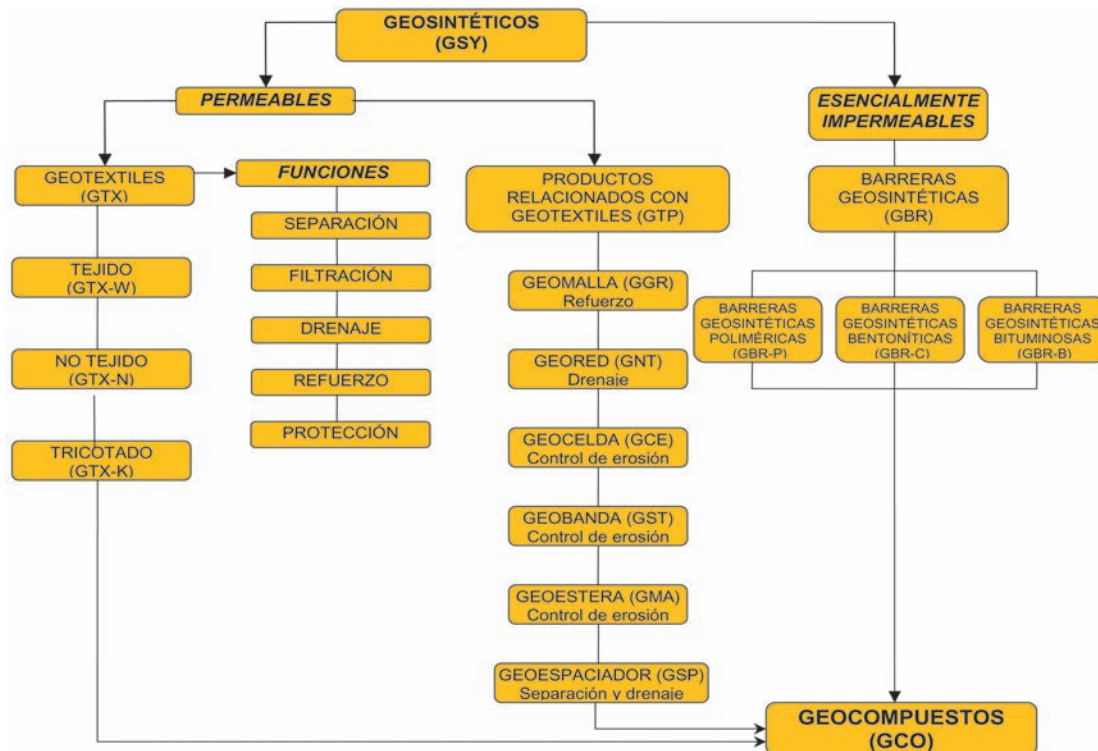 GEOSINTÉTICOS
(GSY)
PERMEABLES
ESENCIALMENTE
IMPERMEABLES
GEOTEXTILES
(GTX)
TEJIDO
(GTX-W)
NO TEJIDO
(GTX-N)
TRICOTADO
(GTX-K)
FUNCIONES
SEPARACIÓN
FILTRACIÓN
DRENAJE
REFUERZO
PROTECCIÓN
PRODUCTOS
RELACIONADOS CON
GEOTEXTILES (GTP)
GEOMALLA (GGR)
Refuerzo
GEORED (GNT)
Drenaje
GEOCELDA (GCE)
Control de erosión
GEOBANDA (GST)
Control de erosión
GEOESTERA (GMA)
Control de erosión
GEOESPACIADOR (GSP)
Separación y drenaje
BARRERAS
GEOSINTÉTICAS
(GBR)
BARRERAS
GEOSINTÉTICAS
POLIMÉRICAS
(GBR-P)
BARRERAS
GEOSINTÉTICAS
BENTONÍTICAS
(GBR-C)
BARRERAS
GEOSINTÉTICAS
BITUMINOSAS
(GBR-B)
GEOCOMPUESTOS
(GCO)